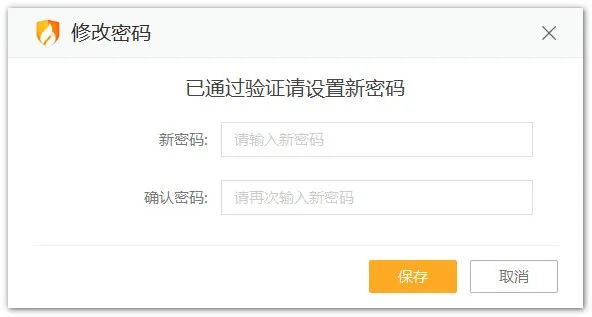 修改密码
已通过验证请设置新密码
新密码: 请输入新密码
确认密码: 请再次输入新密码
保存 取消